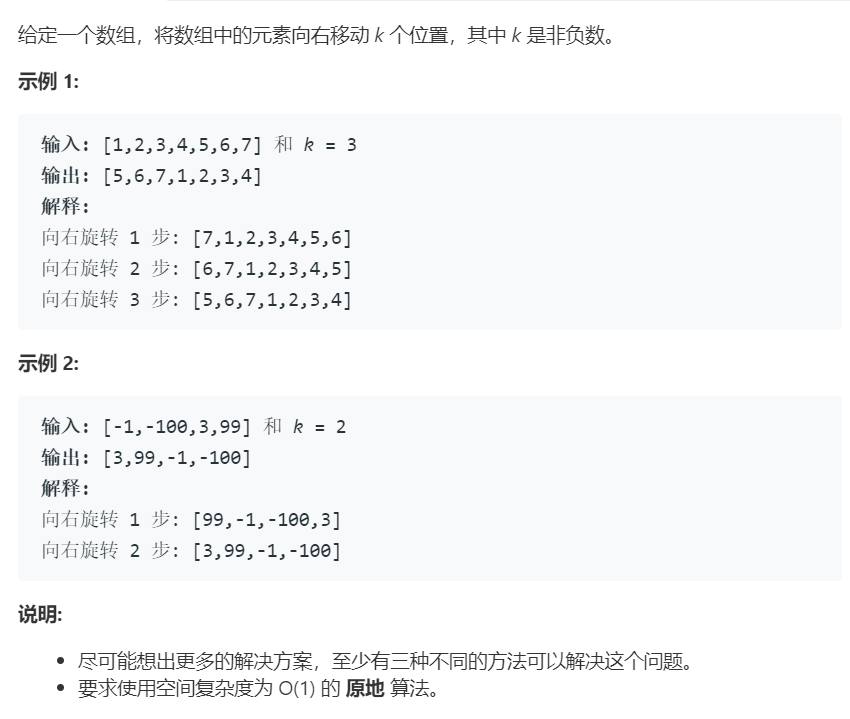 给定一个数组，将数组中的元素向右移动 k 个位置，其中 k 是非负数。
示例 1:
输入: [1,2,3,4,5,6,7] 和 k = 3
输出: [5,6,7,1,2,3,4]
解释:
向右旋转 1 步: [7,1,2,3,4,5,6]
向右旋转 2 步: [6,7,1,2,3,4,5]
向右旋转 3 步: [5,6,7,1,2,3,4]
示例 2:
输入: [-1,-100,3,99] 和 k = 2
输出: [3,99,-1,-100]
解释:
向右旋转 1 步: [99,-1,-100,3]
向右旋转 2 步: [3,99,-1,-100]
说明:
• 尽可能想出更多的解决方案，至少有三种不同的方法可以解决这个问题。
• 要求使用空间复杂度为 O(1) 的 原地 算法。